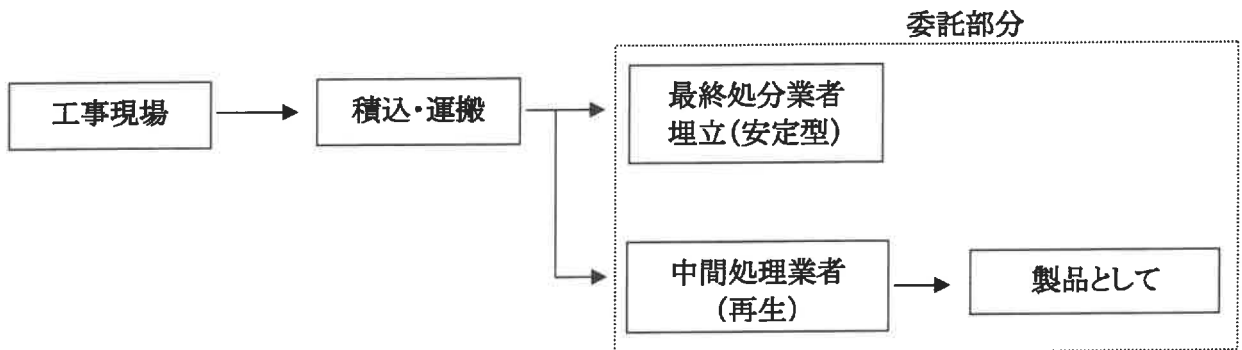 委託部分
工事現場
積込・運搬
最終処分業者
埋立(安定型)
中間処理業者
(再生)
製品として